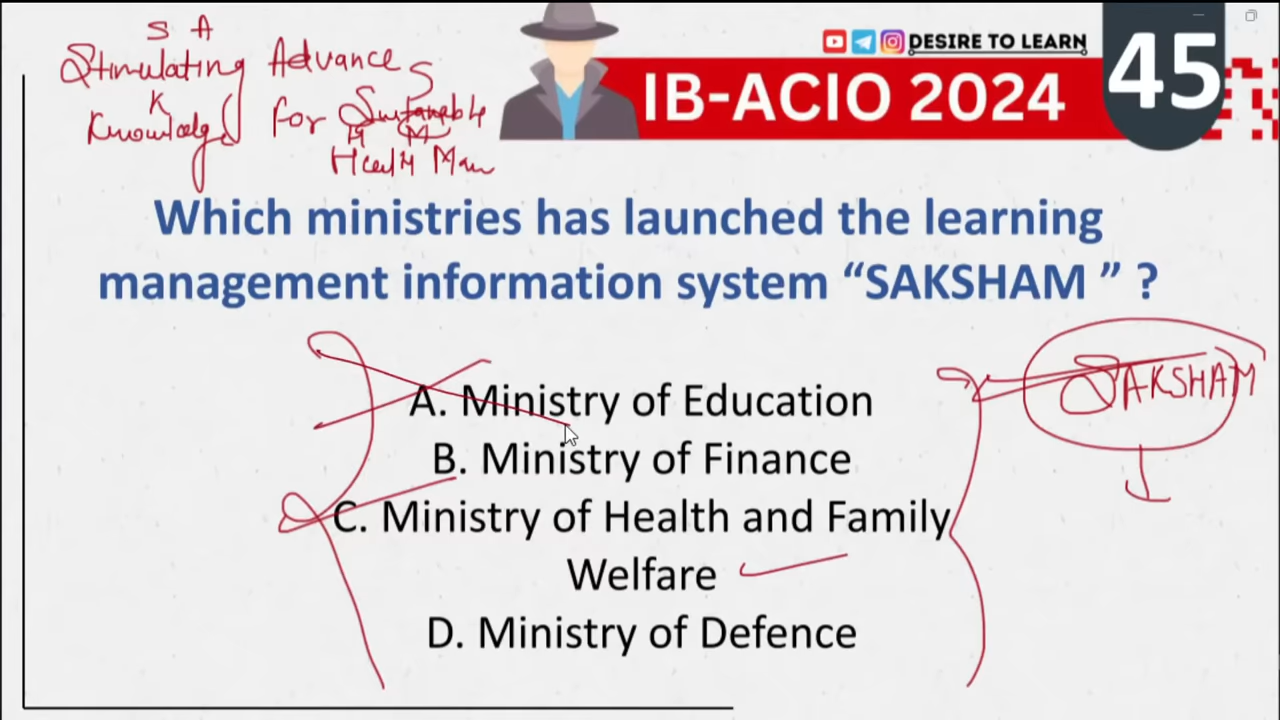 S A
Stimulating Advance
S
K
Knowledge for Sustainable
H M
Health Man
DESIRE TO LEARN
IB-ACIO 2024
45
Which ministries has launched the learning
management information system “SAKSHAM ” ?
SAKSHAM
A. Ministry of Education
B. Ministry of Finance
C. Ministry of Health and Family
Welfare
D. Ministry of Defence